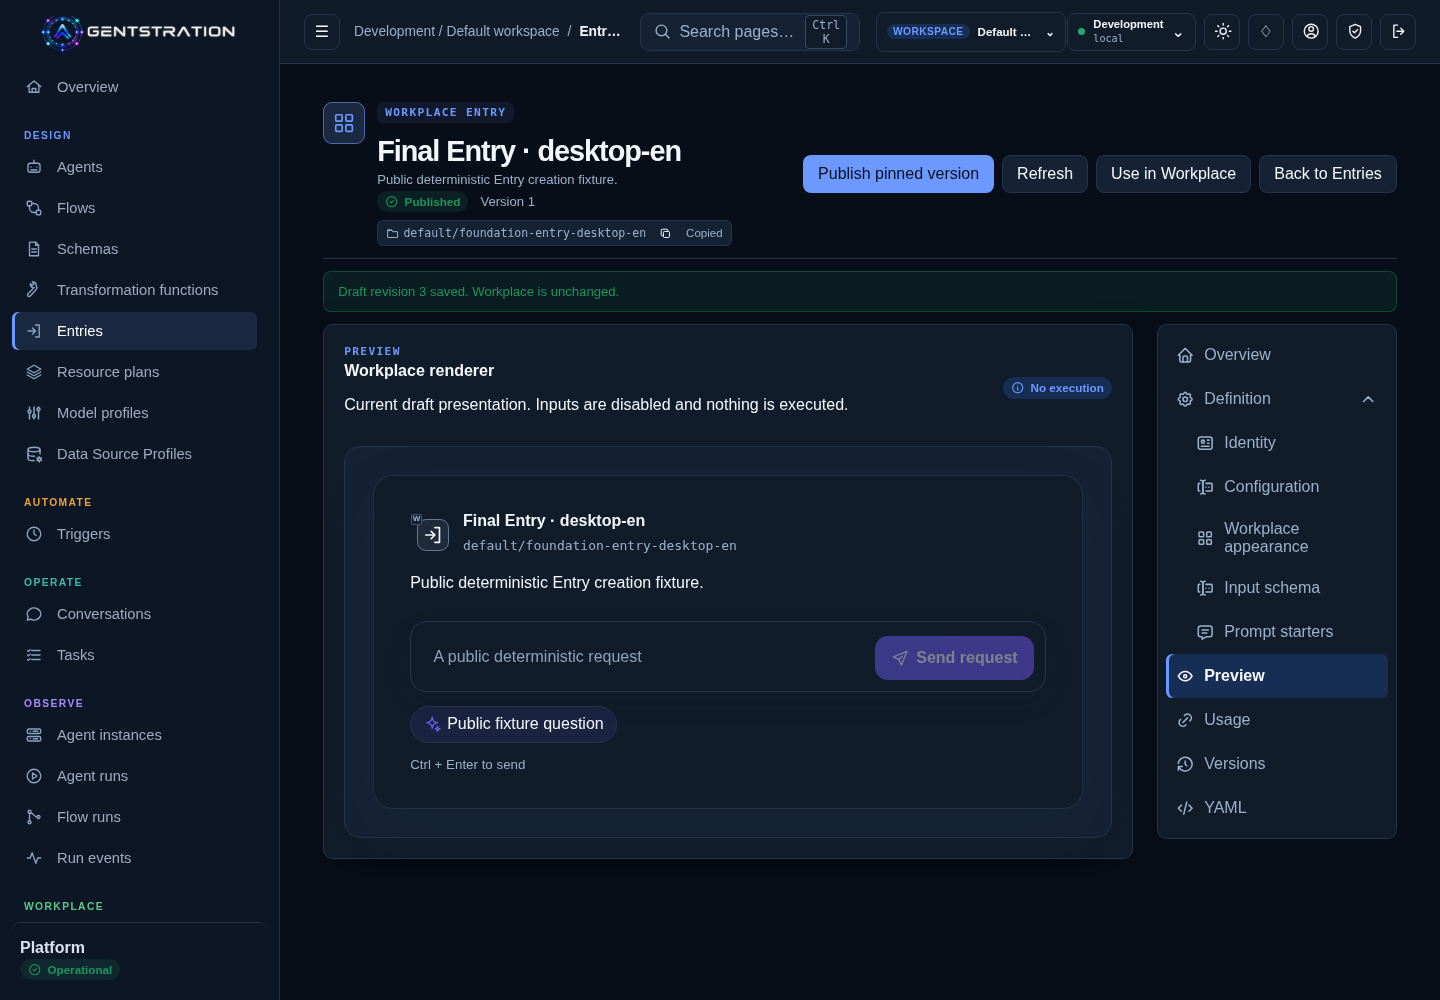 GENTSTRATION
Overview
DESIGN
Agents
Flows
Schemas
Transformation functions
Entries
Resource plans
Model profiles
Data Source Profiles
AUTOMATE
Triggers
OPERATE
Conversations
Tasks
OBSERVE
Agent instances
Agent runs
Flow runs
Run events
WORKPLACE
Platform
Operational
☰
Development / Default workspace / Entr…
Search pages…
Ctrl
K
WORKSPACE Default …
Development
local
WORKPLACE ENTRY
Final Entry · desktop-en
Public deterministic Entry creation fixture.
Published Version 1
default/foundation-entry-desktop-en Copied
Publish pinned version
Refresh
Use in Workplace
Back to Entries
Draft revision 3 saved. Workplace is unchanged.
PREVIEW
Workplace renderer
Current draft presentation. Inputs are disabled and nothing is executed.
No execution
W
Final Entry · desktop-en
default/foundation-entry-desktop-en
Public deterministic Entry creation fixture.
A public deterministic request
Send request
Public fixture question
Ctrl + Enter to send
Overview
Definition
Identity
Configuration
Workplace
appearance
Input schema
Prompt starters
Preview
Usage
Versions
YAML